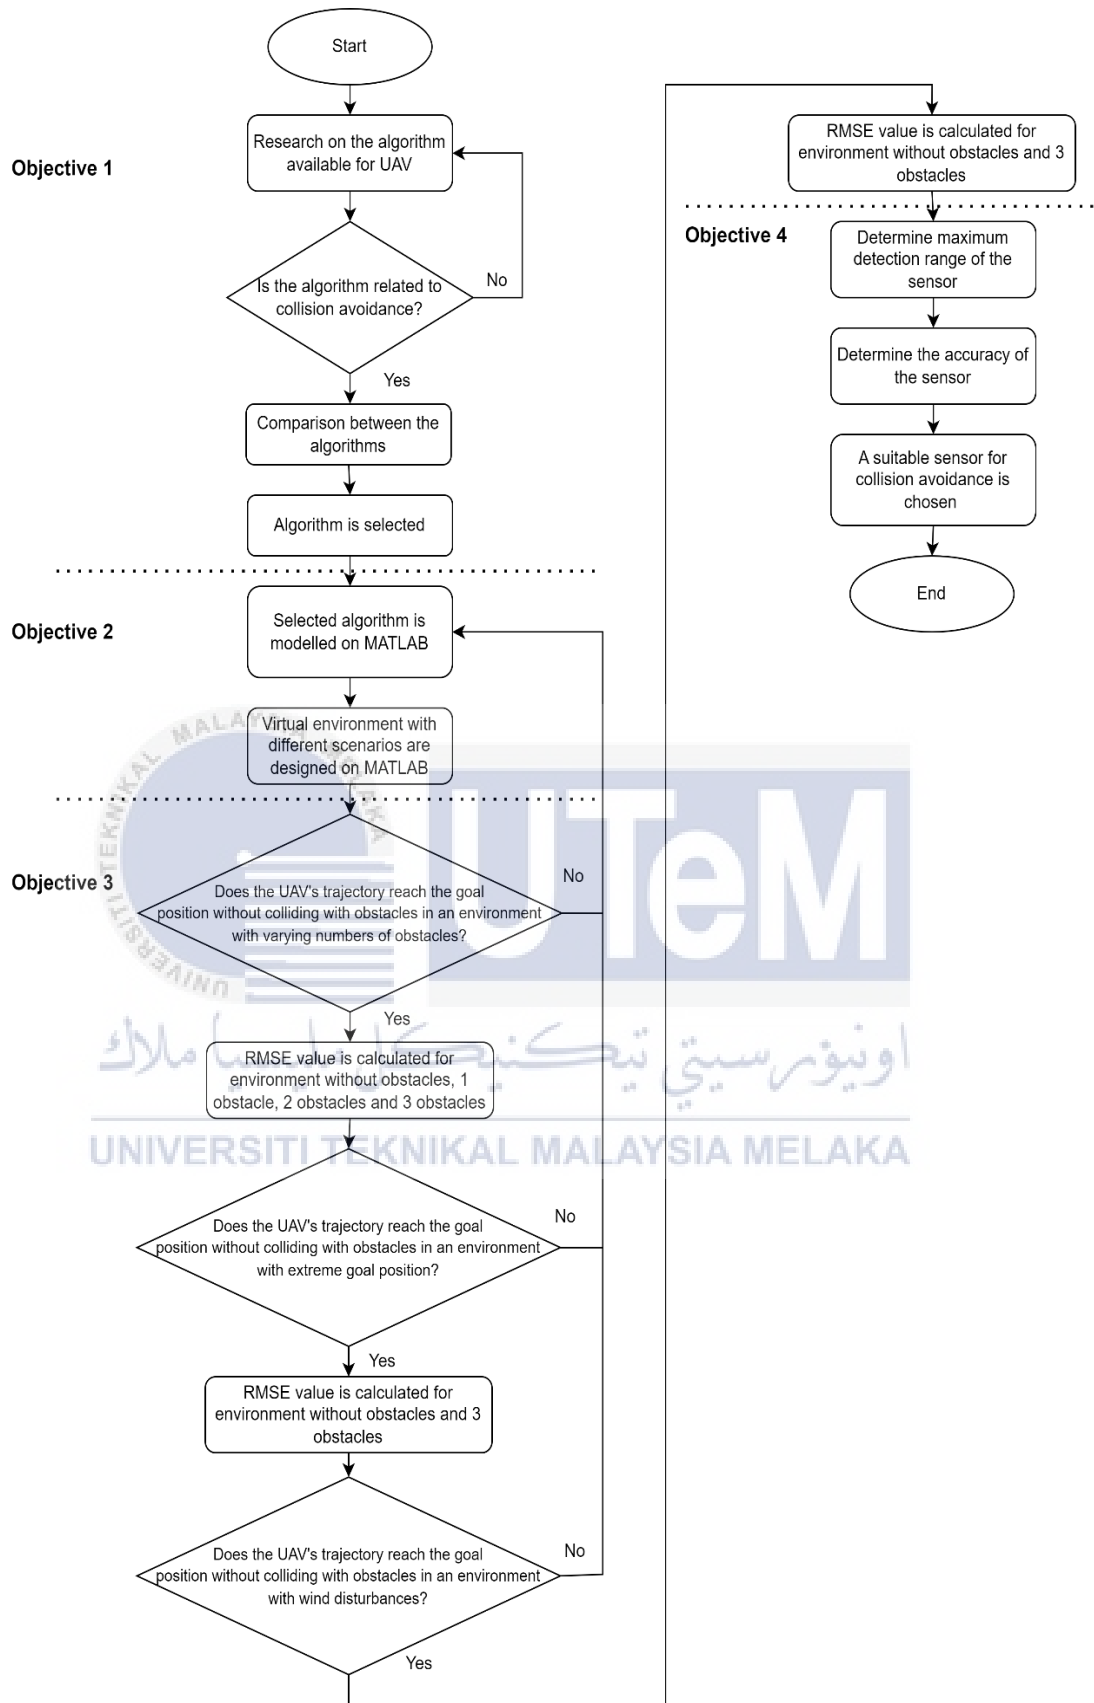 Start
Objective 1
Research on the algorithm
available for UAV
Is the algorithm related to
collision avoidance?
No
Yes
Comparison between the
algorithms
Algorithm is selected
Objective 2
Selected algorithm is
modelled on MATLAB
Virtual environment with
different scenarios are
designed on MATLAB
Objective 3
Does the UAV's trajectory reach the goal
position without colliding with obstacles in an environment
with varying numbers of obstacles?
No
Yes
RMSE value is calculated for
environment without obstacles, 1
obstacle, 2 obstacles and 3 obstacles
Does the UAV's trajectory reach the goal
position without colliding with obstacles in an environment
with extreme goal position?
No
Yes
RMSE value is calculated for
environment without obstacles and 3
obstacles
Does the UAV's trajectory reach the goal
position without colliding with obstacles in an environment
with wind disturbances?
No
Yes
RMSE value is calculated for
environment without obstacles and 3
obstacles
Objective 4
Determine maximum
detection range of the
sensor
Determine the accuracy of
the sensor
A suitable sensor for
collision avoidance is
chosen
End
UNIVERSITI TEKNIKAL MALAYSIA MELAKA
UTeM
اونيۏرسيتي تيكنيكل مليسيا ملاك
UNIVERSITI TEKNIKAL MALAYSIA MELAKA